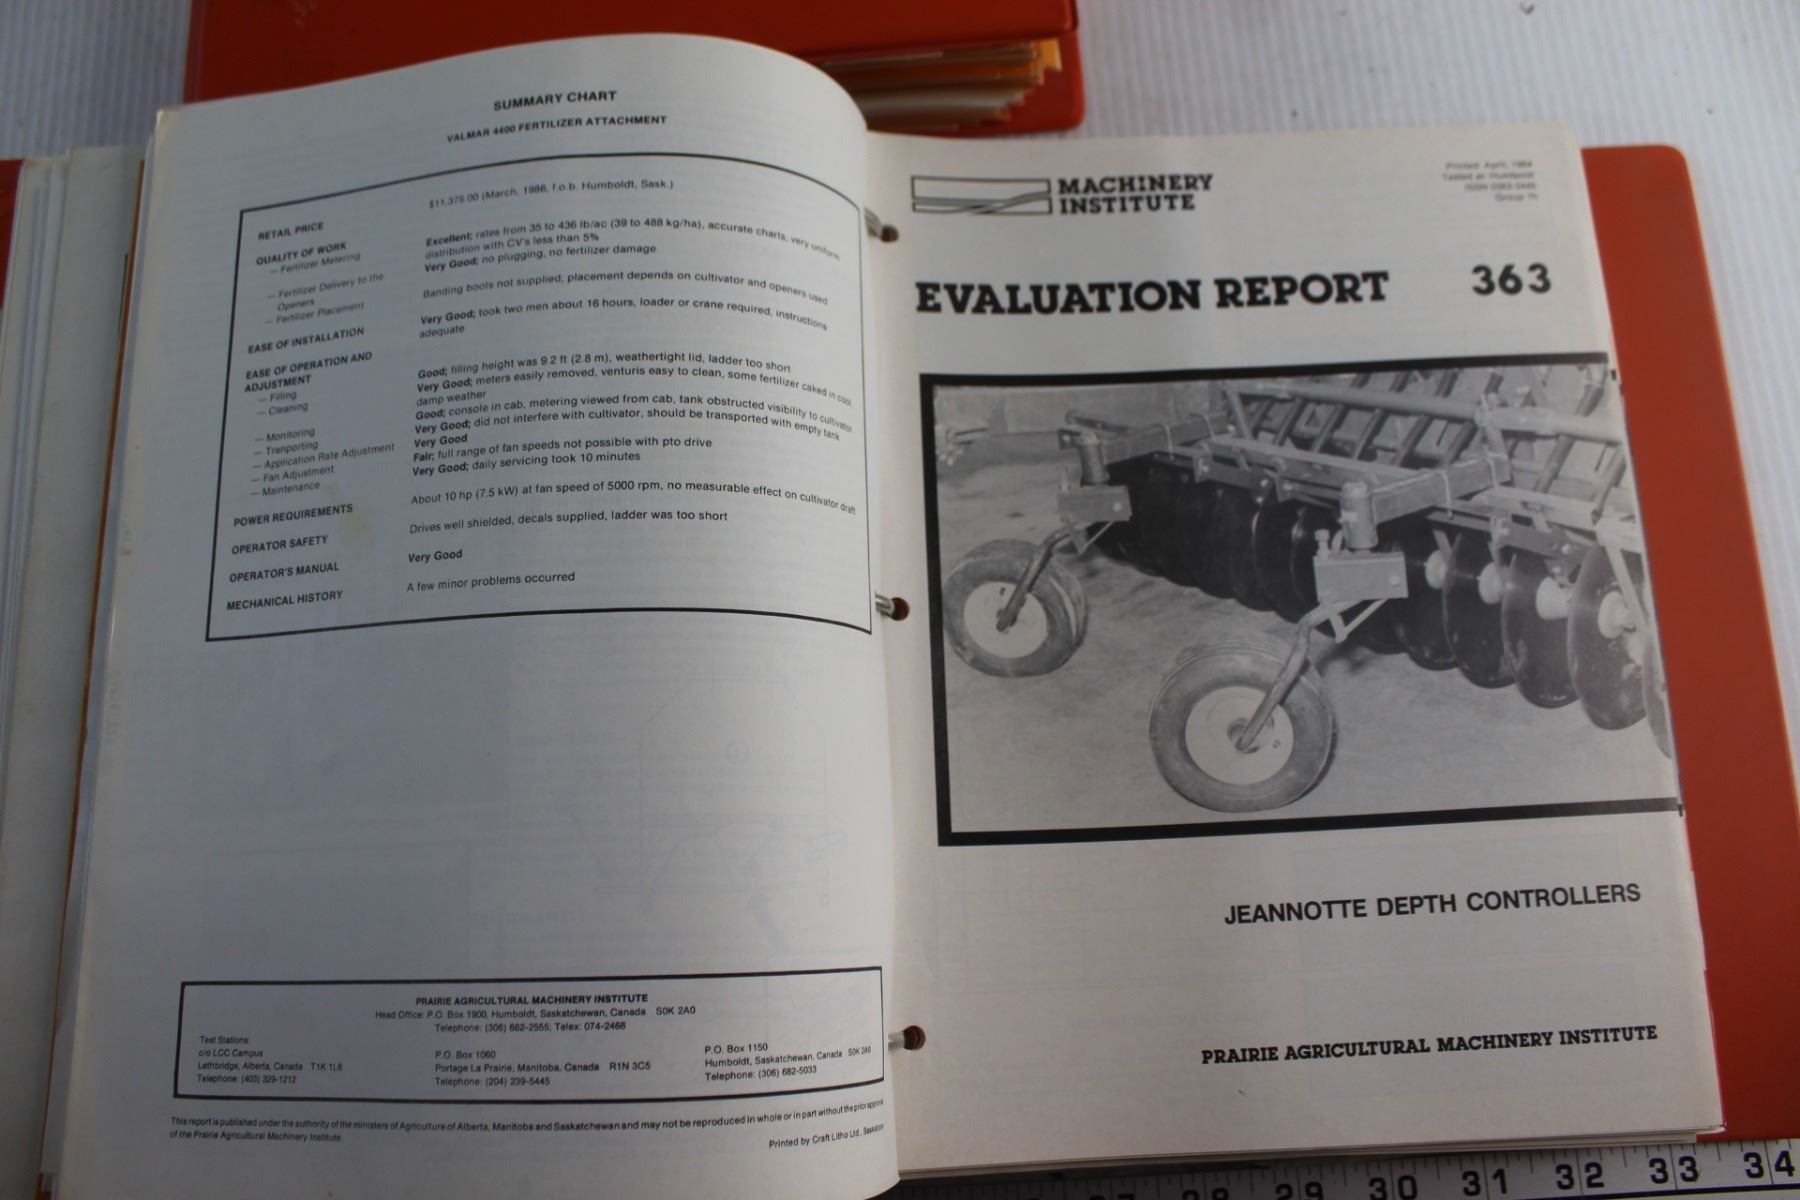 SUMMARY CHART
VALMAR 4400 FERTILIZER ATTACHMENT
RETAIL PRICE
$11,375.00 (March, 1986, f.o.b. Humboldt, Sask.)
QUALITY OF WORK
— Fertilizer Metering
Excellent; rates from 35 to 436 lb/ac (39 to 488 kg/ha), accurate charts, very uniform
distribution with CV's less than 5%
— Fertilizer Delivery to the
Openers
Very Good; no plugging, no fertilizer damage
— Fertilizer Placement
Banding boots not supplied, placement depends on cultivator and openers used
EASE OF INSTALLATION
Very Good; took two men about 16 hours, loader or crane required, instructions
adequate
EASE OF OPERATION AND
ADJUSTMENT
— Filling
Good; filling height was 9.2 ft (2.8 m), weathertight lid, ladder too short
— Cleaning
Very Good; meters easily removed, venturis easy to clean, some fertilizer caked in cool
damp weather
— Monitoring
Good; console in cab, metering viewed from cab, tank obstructed visibility to cultivator
— Tranporting
Very Good; did not interfere with cultivator, should be transported with empty tank
— Application Rate Adjustment
Very Good
— Fan Adjustment
Fair; full range of fan speeds not possible with pto drive
— Maintenance
Very Good; daily servicing took 10 minutes
POWER REQUIREMENTS
About 10 hp (7.5 kW) at fan speed of 5000 rpm, no measurable effect on cultivator draft
OPERATOR SAFETY
Drives well shielded, decals supplied, ladder was too short
OPERATOR'S MANUAL
Very Good
MECHANICAL HISTORY
A few minor problems occurred
PRAIRIE AGRICULTURAL MACHINERY INSTITUTE
Head Office: P.O. Box 1900, Humboldt, Saskatchewan, Canada S0K 2A0
Telephone: (306) 682-2555, Telex: 074-2468
Test Stations:
c/o LCC Campus
Lethbridge, Alberta, Canada T1K 1L6
Telephone: (403) 329-1212
P.O. Box 1060
Portage La Prairie, Manitoba, Canada R1N 3C5
Telephone: (204) 239-5445
P.O. Box 1150
Humboldt, Saskatchewan, Canada S0K 2A0
Telephone: (306) 682-5033
This report is published under the authority of the ministers of Agriculture of Alberta, Manitoba and Saskatchewan and may not be reproduced in whole or in part without the prior approval
of the Prairie Agricultural Machinery Institute.
Printed by Craft Litho Ltd., Saskatoon
MACHINERY
INSTITUTE
Printed: April, 1984
Tested at: Humboldt
ISSN 0383-3445
Group
EVALUATION REPORT 363
JEANNOTTE DEPTH CONTROLLERS
PRAIRIE AGRICULTURAL MACHINERY INSTITUTE
28 29 30 31 32 33 34